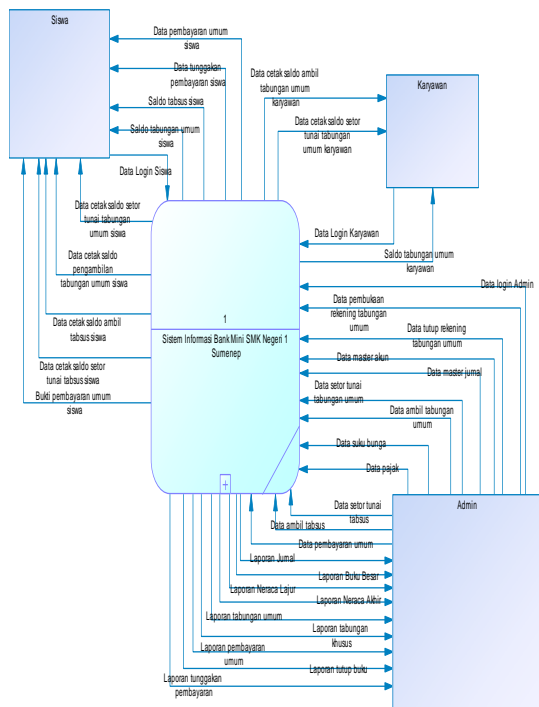 Siswa
Data pembayaran umum
siswa
Data tunggakan
pembayaran siswa
Saldo tabsus siswa
Saldo tabungan umum
siswa
Data Login Siswa
Data cetak saldo ambil
tabungan umum
karyawan
Data cetak saldo setor
tunai tabungan
umum karyawan
Karyawan
Data Login Karyawan
Saldo tabungan umum
karyawan
Data cetak saldo setor
tunai tabungan
umum siswa
Data cetak saldo
pengambilan
tabungan umum siswa
Data cetak saldo ambil
tabsus siswa
Data cetak saldo setor
tunai tabsus siswa
Bukti pembayaran umum
siswa
1
Sistem Informasi Bank Mini SMK Negeri 1
Sumenep
Data login Admin
Data pembukaan
rekening tabungan
umum
Data tutup rekening
tabungan umum
Data master akun
Data master jurnal
Data setor tunai
tabungan umum
Data ambil tabungan
umum
Data suku bunga
Data pajak
Data setor tunai
tabsus
Data ambil tabsus
Data pembayaran umum
Admin
Laporan Jurnal
Laporan Buku Besar
Laporan Neraca Lajur
Laporan Neraca Akhir
Laporan tabungan umum
Laporan tabungan
khusus
Laporan pembayaran
umum
Laporan tutup buku
Laporan tunggakan
pembayaran